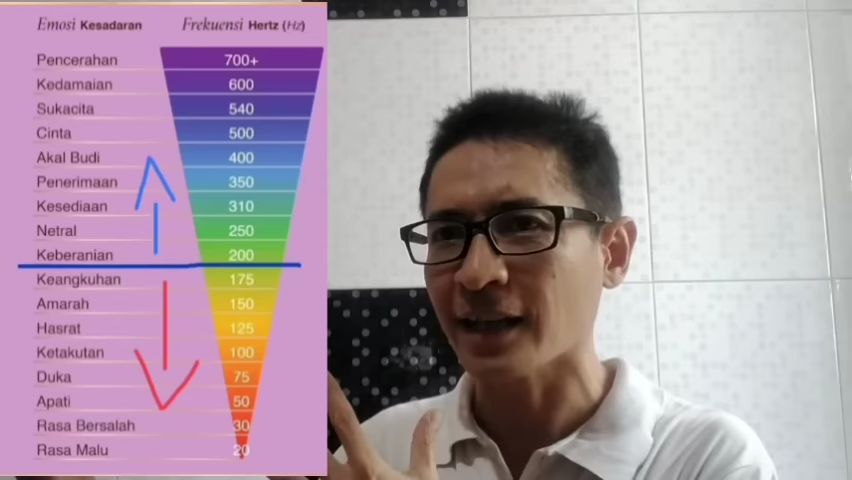 Emosi Kesadaran Frekuensi Hertz (Hz)
Pencerahan 700+
Kedamaian 600
Sukacita 540
Cinta 500
Akal Budi 400
Penerimaan 350
Kesediaan 310
Netral 250
Keberanian 200
Keangkuhan 175
Amarah 150
Hasrat 125
Ketakutan 100
Duka 75
Apati 50
Rasa Bersalah 30
Rasa Malu 20